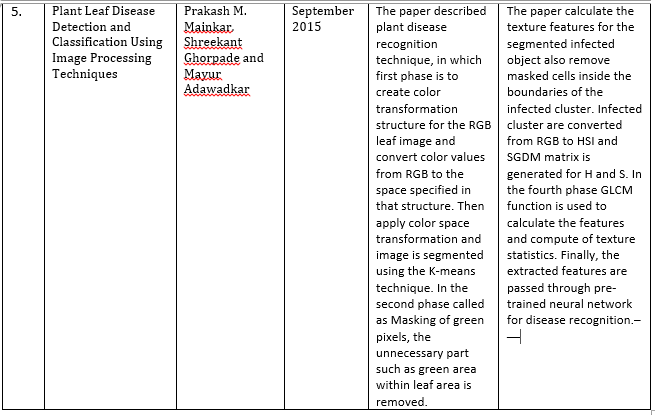 5.
Plant Leaf Disease
Detection and
Classification Using
Image Processing
Techniques
Prakash M.
Mainkar,
Shreekant
Ghorpade and
Mayur
Adawadkar
September
2015
The paper described
plant disease
recognition
technique, in which
first phase is to
create color
transformation
structure for the RGB
leaf image and
convert color values
from RGB to the
space specified in
that structure. Then
apply color space
transformation and
image is segmented
using the K-means
technique. In the
second phase called
as Masking of green
pixels, the
unnecessary part
such as green area
within leaf area is
removed.
The paper calculate the
texture features for the
segmented infected
object also remove
masked cells inside the
boundaries of the
infected cluster. Infected
cluster are converted
from RGB to HSI and
SGDM matrix is
generated for H and S. In
the fourth phase GLCM
function is used to
calculate the features
and compute of texture
statistics. Finally, the
extracted features are
passed through pre-
trained neural network
for disease recognition.–
—